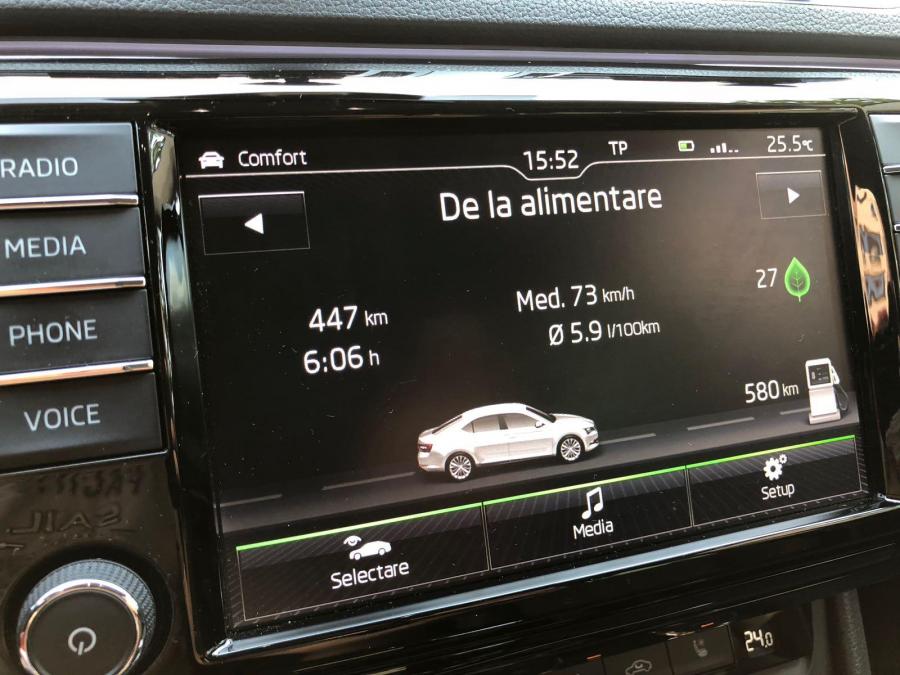 RADIO
MEDIA
PHONE
VOICE
Comfort
15:52
TP
25.5°C
De la alimentare
27
447 km
6:06 h
Med. 73 km/h
Ø 5.9 l/100km
580 km
Selectare
Media
Setup
24.0